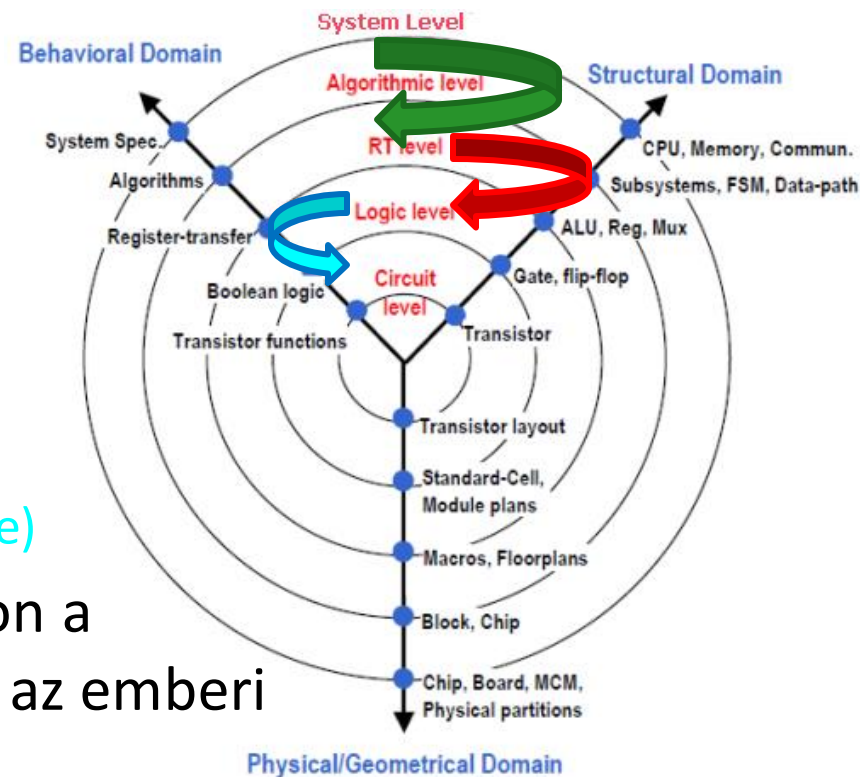 System Level
Behavioral Domain
Algorithmic level
Structural Domain
RT level
System Spec.
CPU, Memory, Commun.
Algorithms
Subsystems, FSM, Data-path
Logic level
Register-transfer
ALU, Reg, Mux
Circuit
level
Gate, flip-flop
Boolean logic
Transistor functions
Transistor
Transistor layout
Standard-Cell,
Module plans
e)
Macros, Floorplans
on a
Block, Chip
az emberi
Chip, Board, MCM,
Physical partitions
Physical/Geometrical Domain